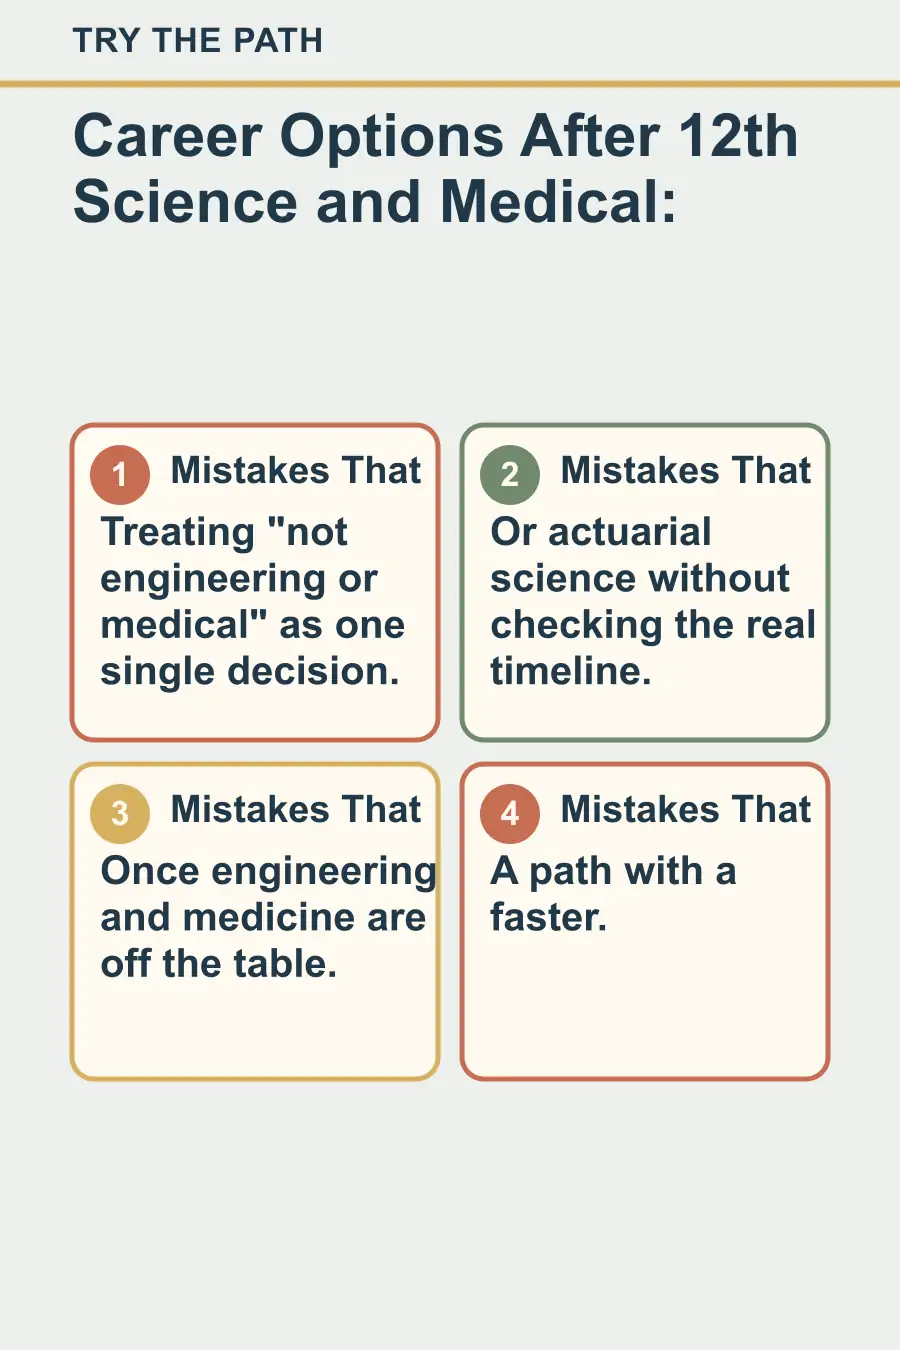 TRY THE PATH
Career Options After 12th
Science and Medical:
1 Mistakes That
Treating "not
engineering or
medical" as one
single decision.
2 Mistakes That
Or actuarial
science without
checking the real
timeline.
3 Mistakes That
Once engineering
and medicine are
off the table.
4 Mistakes That
A path with a
faster.